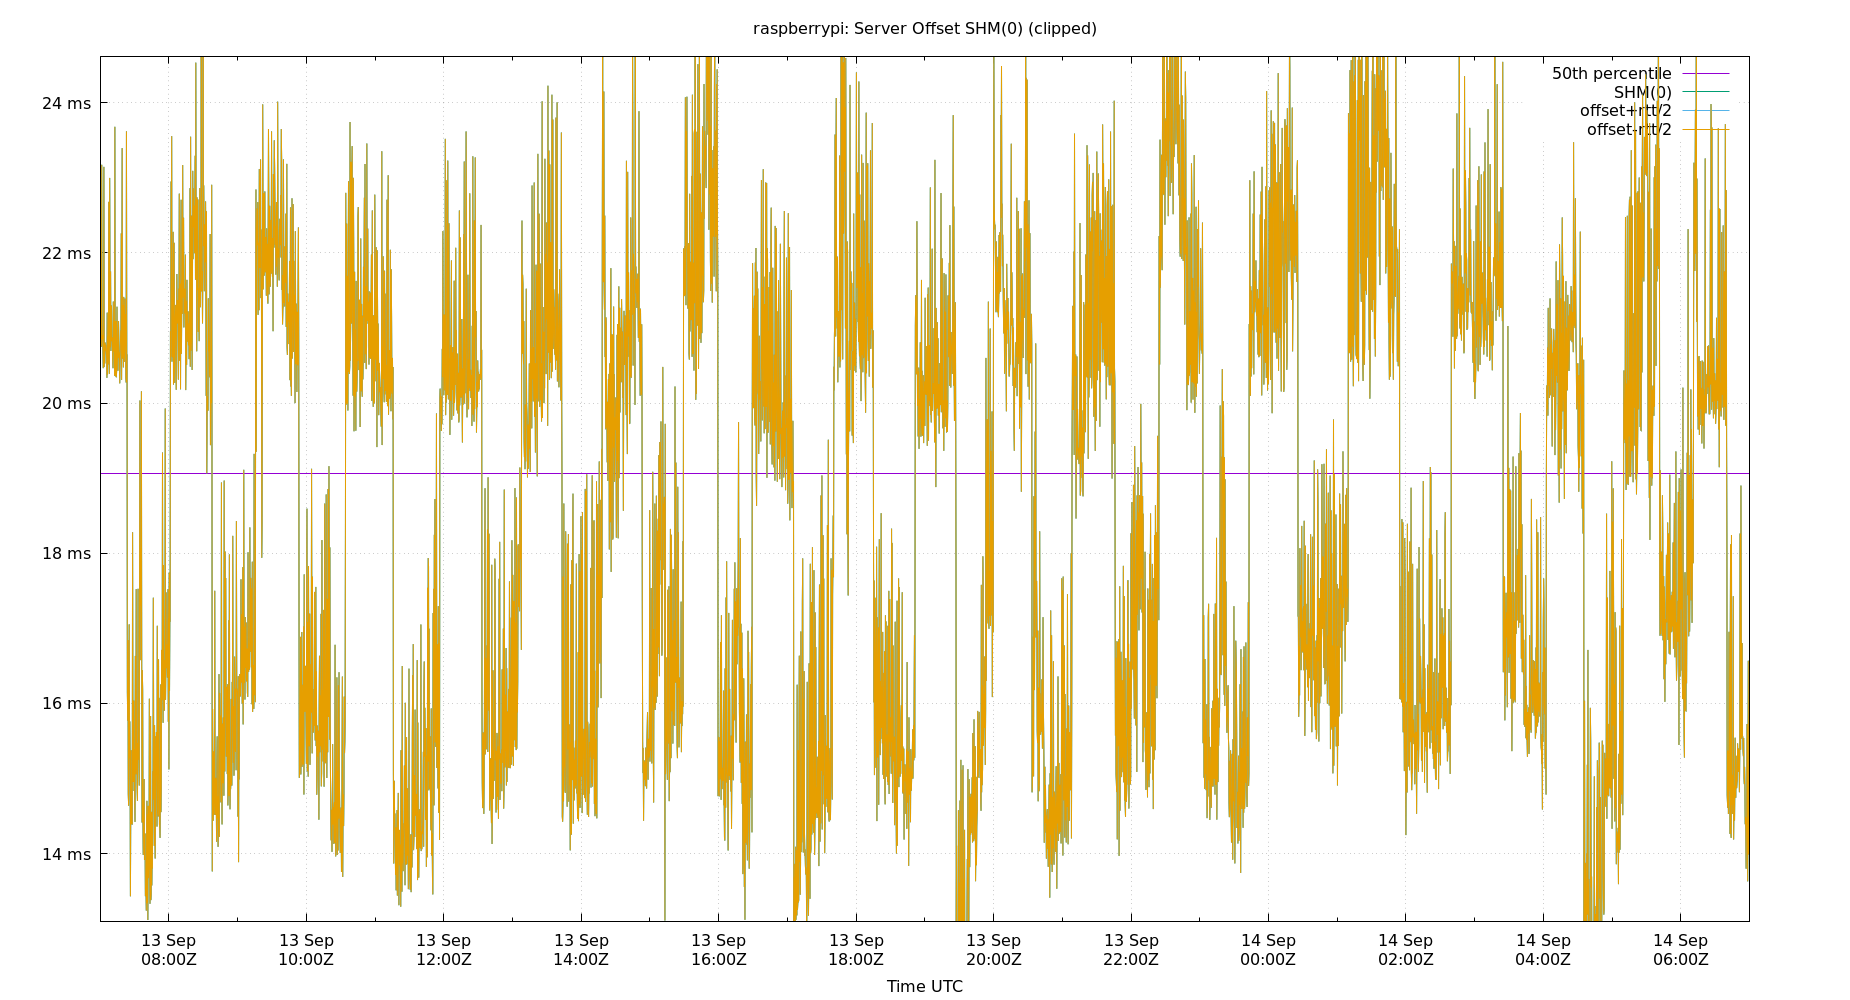 raspberrypi: Server Offset SHM(0) (clipped)
50th percentile
SHM(0)
offset+rtt/2
offset-rtt/2
24 ms
22 ms
20 ms
18 ms
16 ms
14 ms
13 Sep 13 Sep 13 Sep 13 Sep 13 Sep 13 Sep 13 Sep 13 Sep 14 Sep 14 Sep 14 Sep 14 Sep
08:00Z 10:00Z 12:00Z 14:00Z 16:00Z 18:00Z 20:00Z 22:00Z 00:00Z 02:00Z 04:00Z 06:00Z
Time UTC